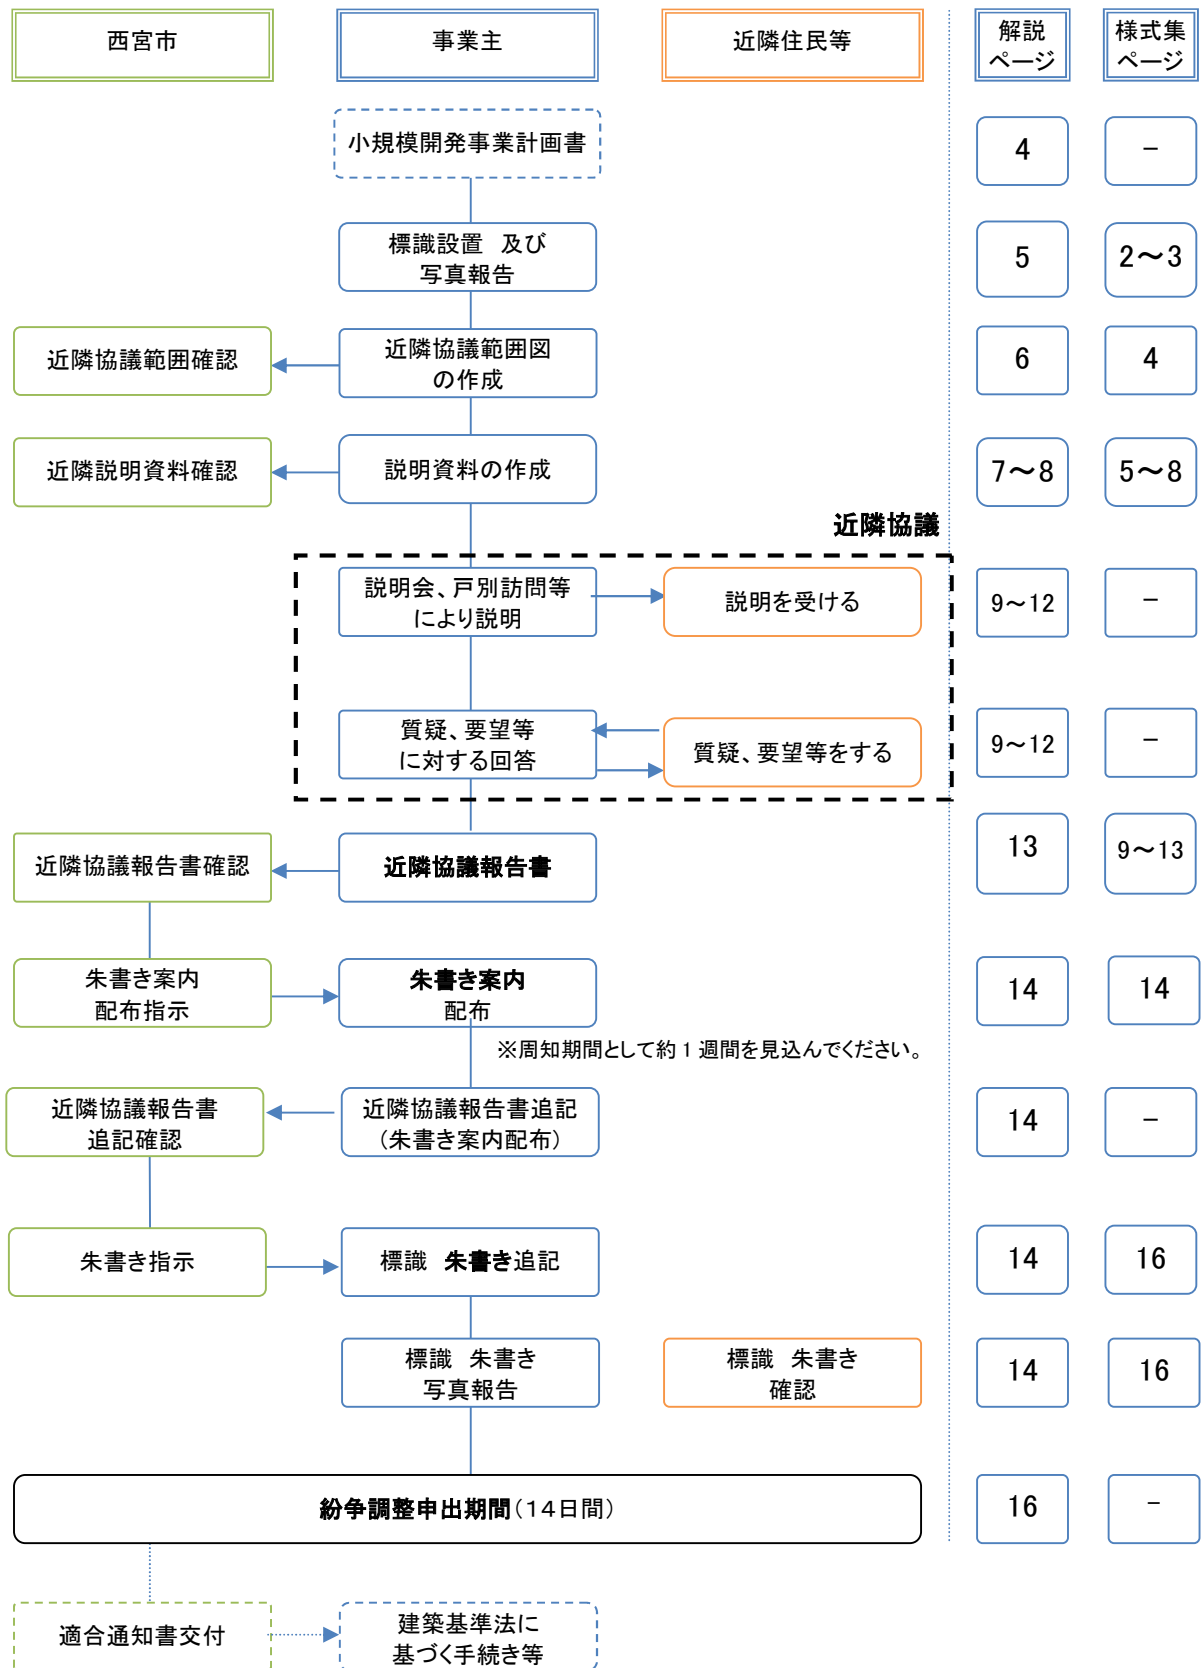 西宮市
事業主
近隣住民等
解説
ページ
様式集
ページ
小規模開発事業計画書
4
－
標識設置　及び
写真報告
5
2～3
近隣協議範囲確認
近隣協議範囲図
の作成
6
4
近隣説明資料確認
説明資料の作成
7～8
5～8
近隣協議
説明会、戸別訪問等
により説明
説明を受ける
9～12
－
質疑、要望等
に対する回答
質疑、要望等をする
9～12
－
近隣協議報告書確認
近隣協議報告書
13
9～13
朱書き案内
配布指示
朱書き案内
配布
14
14
※周知期間として約1週間を見込んでください。
近隣協議報告書
追記確認
近隣協議報告書追記
（朱書き案内配布）
14
－
朱書き指示
標識　朱書き追記
14
16
標識　朱書き
写真報告
標識　朱書き
確認
14
16
紛争調整申出期間（14日間）
16
－
適合通知書交付
建築基準法に
基づく手続き等